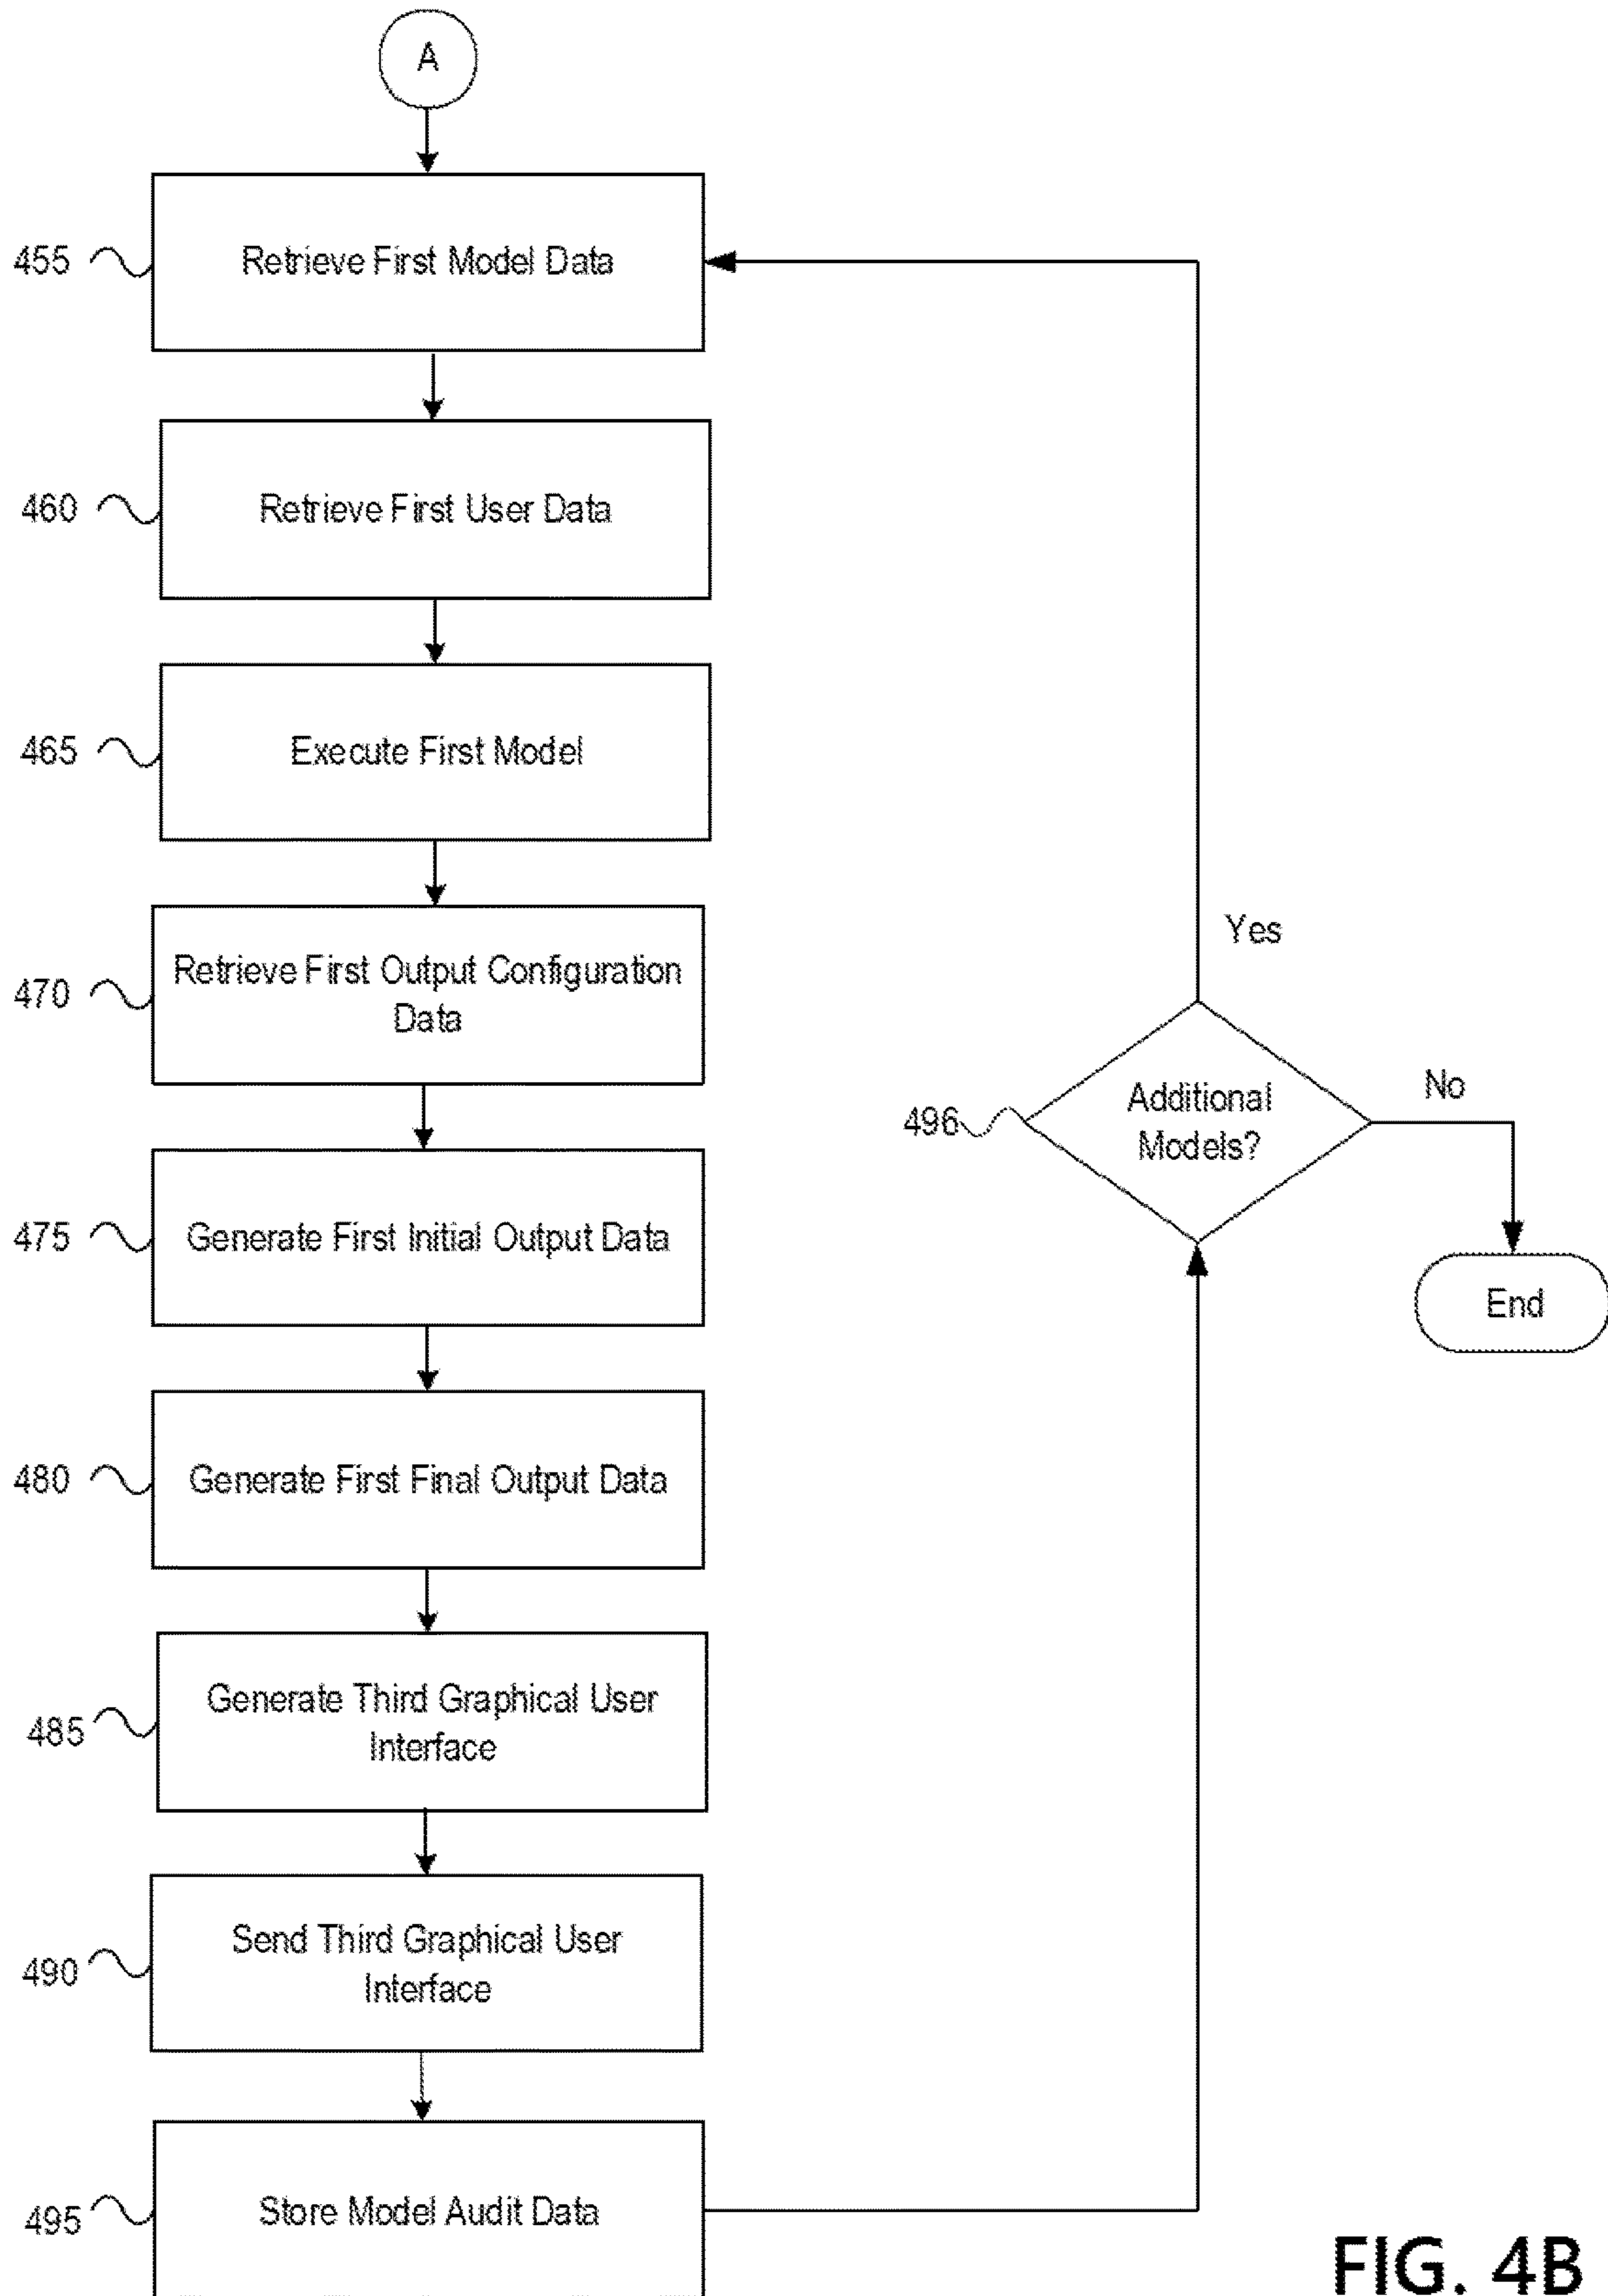 A
455
Retrieve First Model Data
460
Retrieve First User Data
465
Execute First Model
470
Retrieve First Output Configuration
Data
475
Generate First Initial Output Data
480
Generate First Final Output Data
485
Generate Third Graphical User
Interface
490
Send Third Graphical User
Interface
495
Store Model Audit Data
Yes
496
Additional
Models?
No
End
FIG. 4B